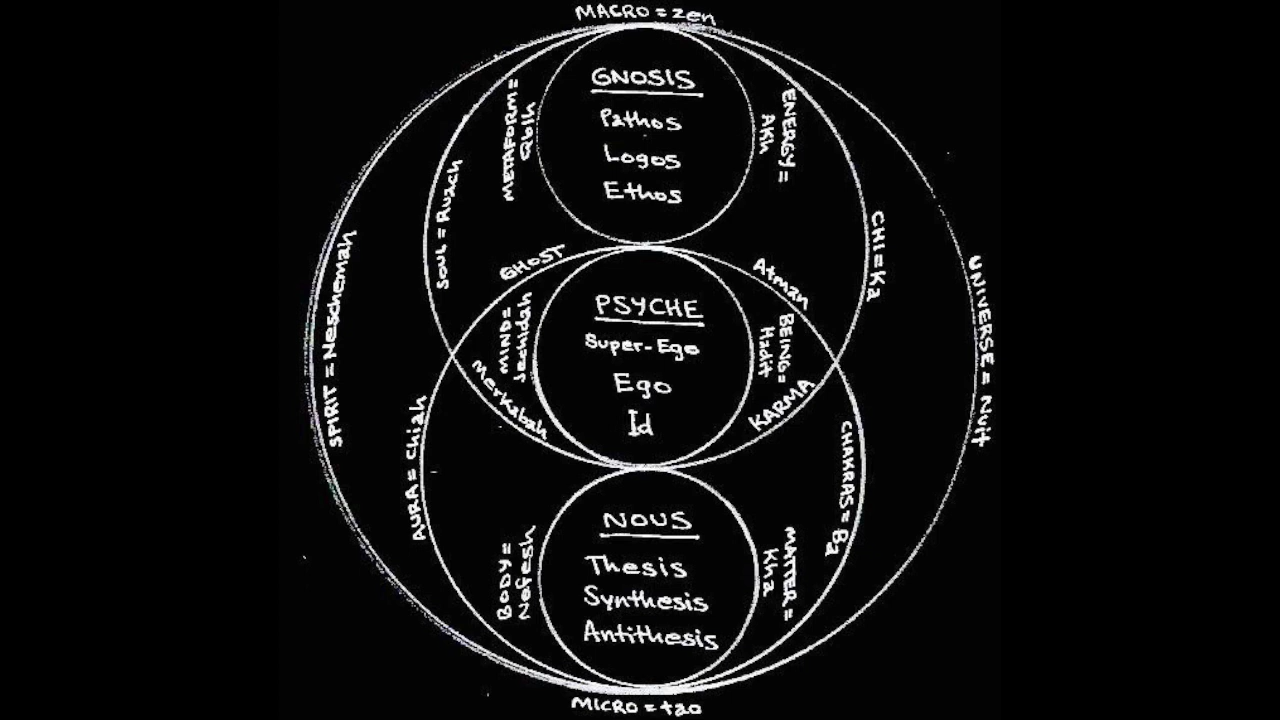 MACRO = Zen
GNOSIS
Pathos
Logos
Ethos
METAFORM =
Qblh
ENERGY =
Akh
SOUL = Ruach
CHI = Ka
SPIRIT = Neschemah
UNIVERSE = Nuit
GHOST
Atman
PSYCHE
Super-Ego
Ego
Id
MIND =
Jechidah
BEING =
Hadit
Merkabah
KARMA
AURA = Chiah
CHAKRAS = Ba
NOUS
Thesis
Synthesis
Antithesis
BODY =
Nefesh
MATTER =
Kha
MICRO = tao